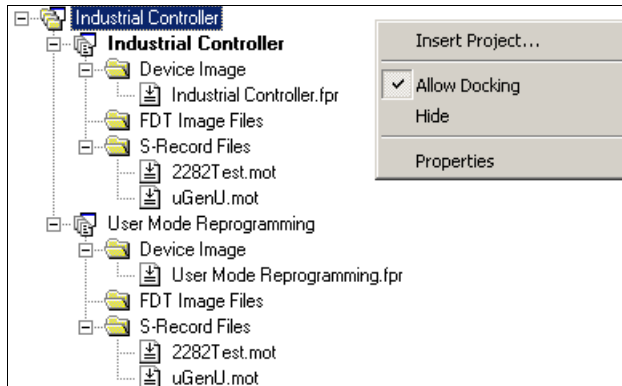 Industrial Controller
Industrial Controller
Device Image
Industrial Controller.fpr
FDT Image Files
S-Record Files
2282Test.mot
uGenU.mot
User Mode Reprogramming
Device Image
User Mode Reprogramming.fpr
FDT Image Files
S-Record Files
2282Test.mot
uGenU.mot
Insert Project...
Allow Docking
Hide
Properties